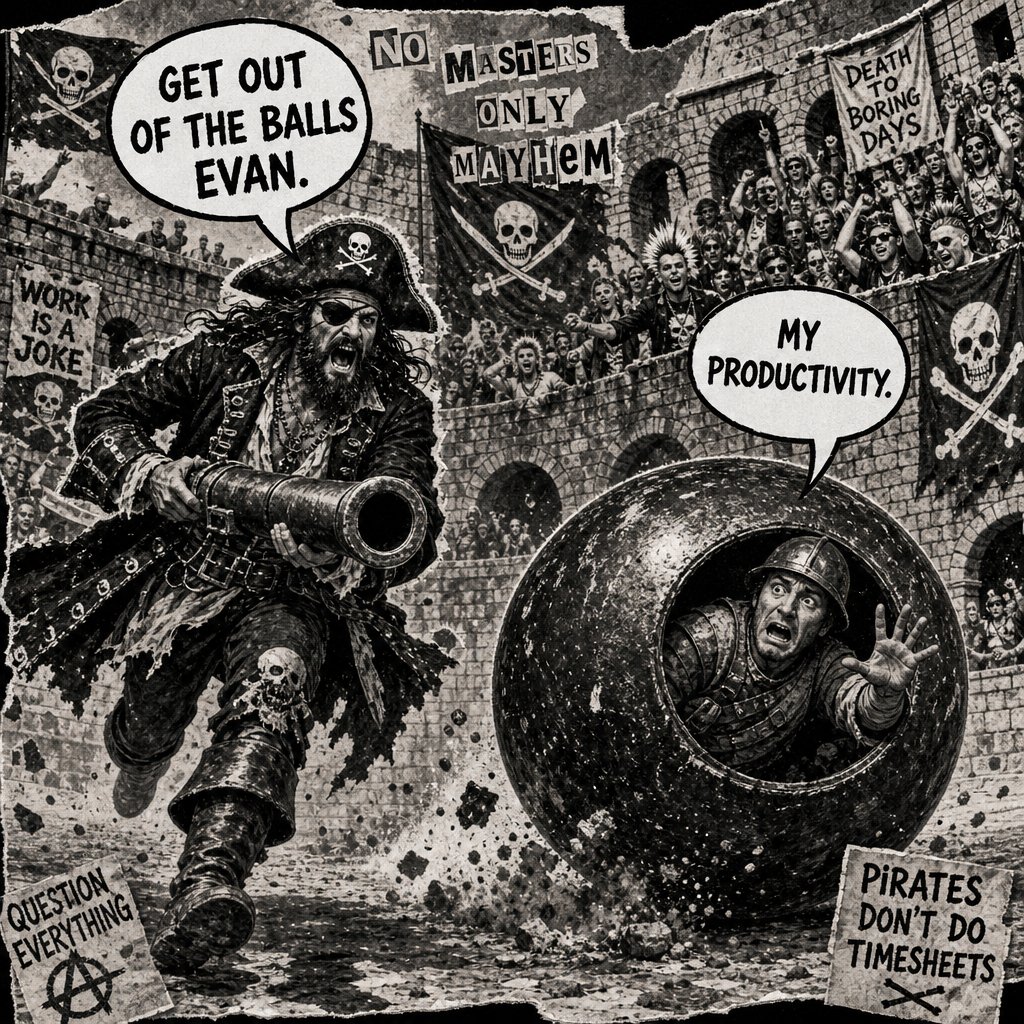 GET OUT
OF THE BALLS
EVAN.
NO MASTERS
ONLY
MAYHEM
DEATH
TO
BORING
DAYS
WORK
IS A
JOKE
MY
PRODUCTIVITY.
QUESTION
EVERYTHING
PIRATES
DON'T DO
TIMESHEETS